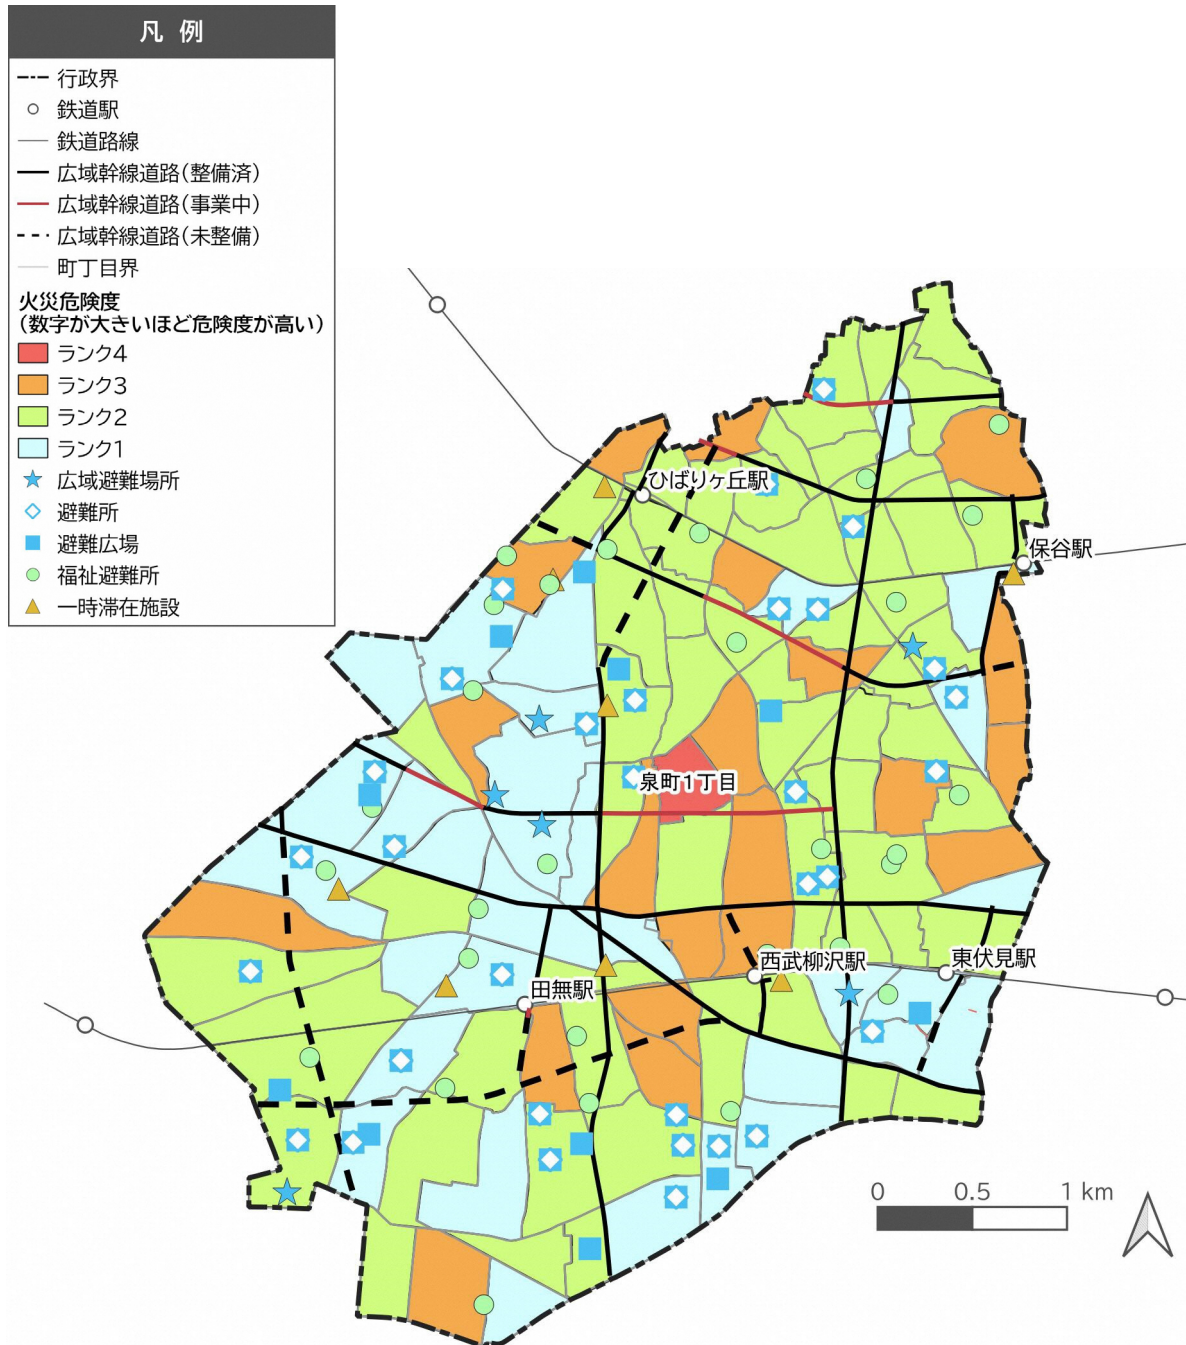 凡 例
行政界
鉄道駅
鉄道路線
広域幹線道路(整備済)
広域幹線道路(事業中)
広域幹線道路(未整備)
町丁目界
火災危険度
(数字が大きいほど危険度が高い)
ランク4
ランク3
ランク2
ランク1
広域避難場所
避難所
避難広場
福祉避難所
一時滞在施設
ひばりヶ丘駅
保谷駅
泉町1丁目
西武柳沢駅
東伏見駅
田無駅
0 0.5 1 km